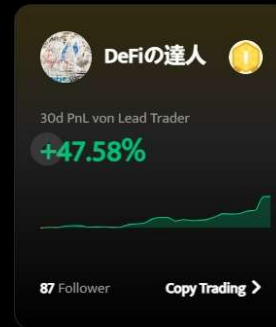 DeFiの達人
30d PnL von Lead Trader
+47.58%
87 Follower
Copy Trading